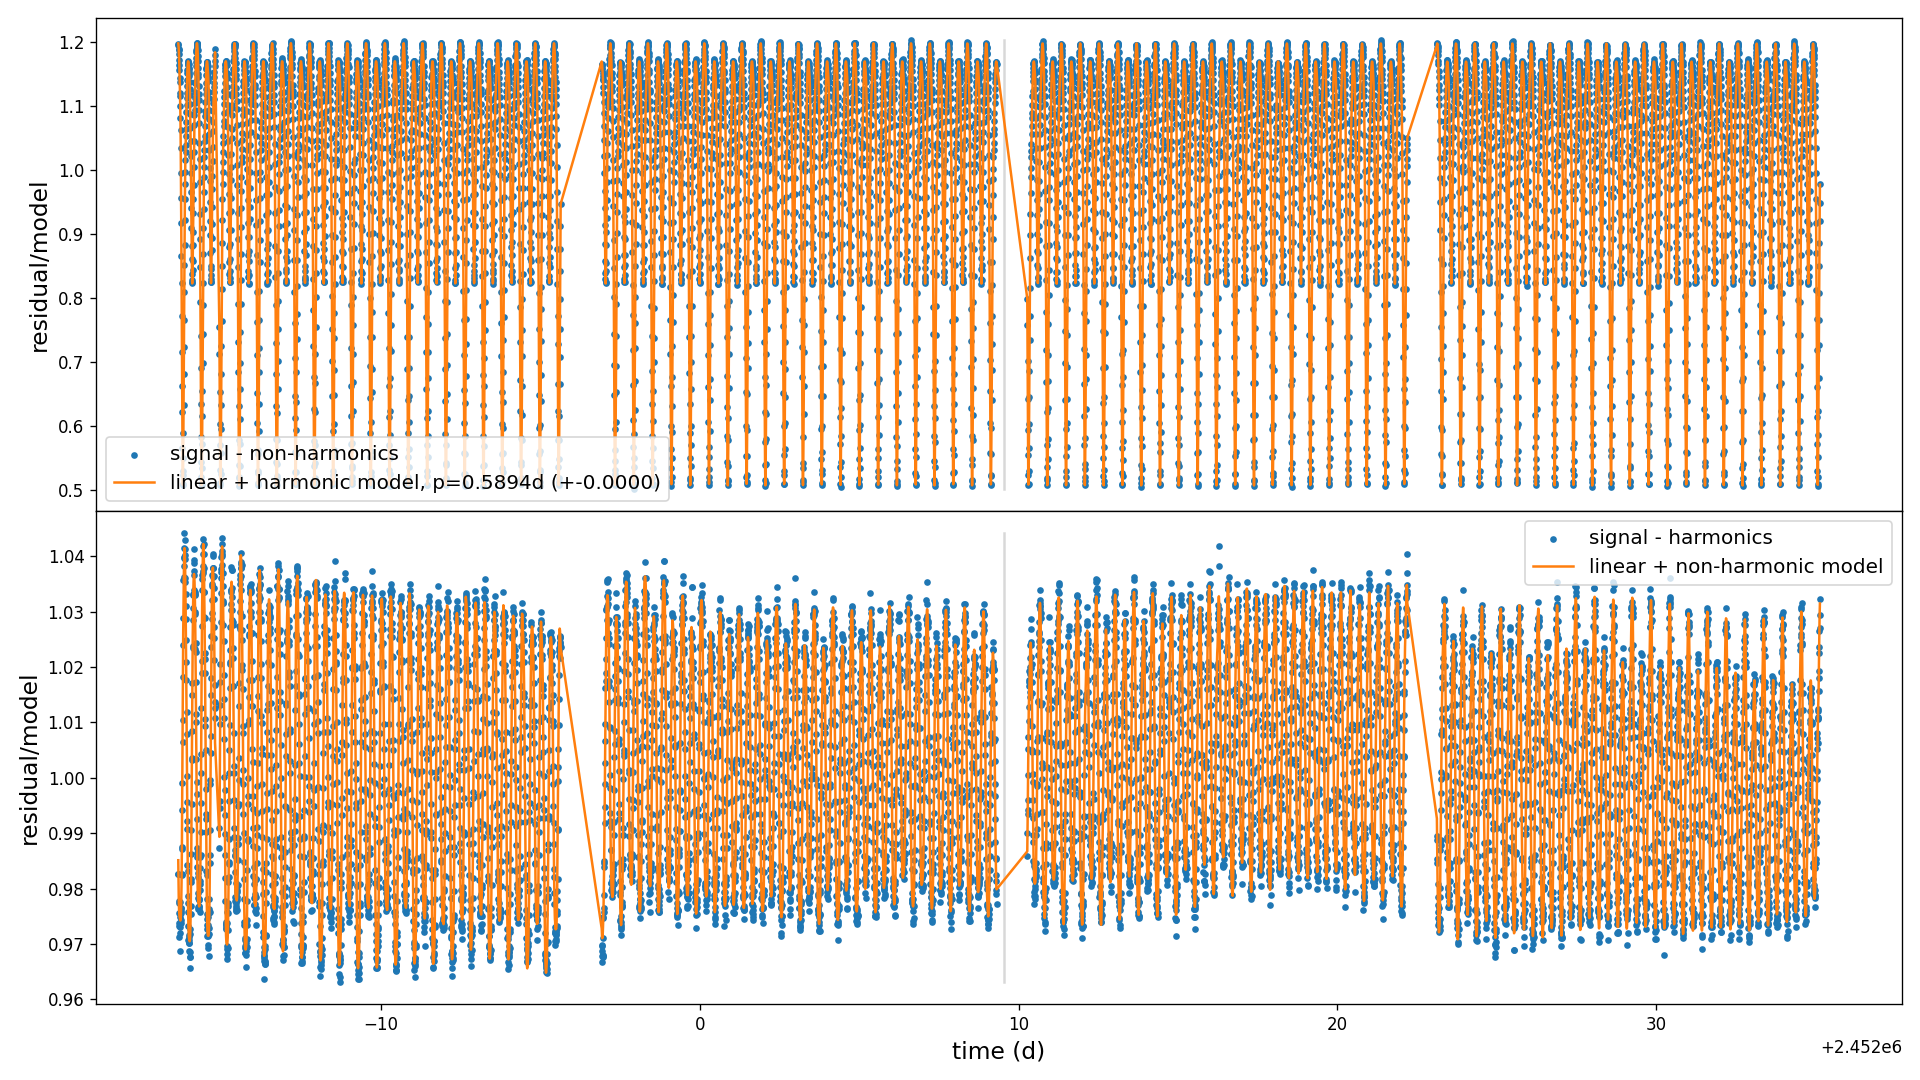 1.2
1.1
1.0
0.9
0.8
0.7
0.6
0.5
residual/model
signal - non-harmonics
linear + harmonic model, p=0.5894d (+-0.0000)
1.04
1.03
1.02
1.01
1.00
0.99
0.98
0.97
0.96
residual/model
signal - harmonics
linear + non-harmonic model
−10 0 10 20 30
time (d)
+2.452e6